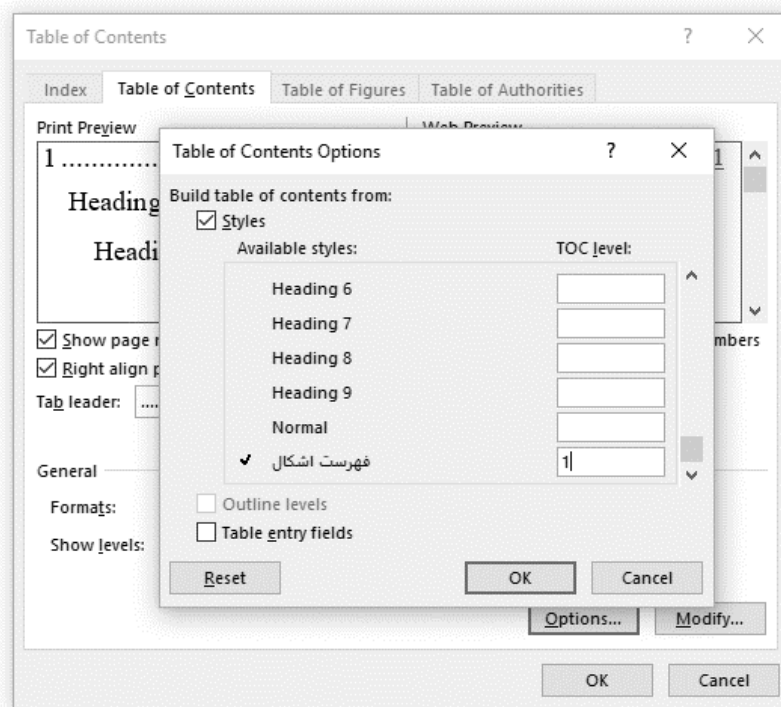 Table of Contents ? ×
Index Table of Contents Table of Figures Table of Authorities
Print Preview
1 ..............
Heading
Headi
1
Show page
Right align p
mbers
Tab leader: ....
General
Formats:
Show levels:
Table of Contents Options ? ×
Build table of contents from:
Styles
Available styles: TOC level:
Heading 6
Heading 7
Heading 8
Heading 9
Normal
فهرست اشکال 1
Outline levels
Table entry fields
Reset OK Cancel
Options... Modify...
OK Cancel